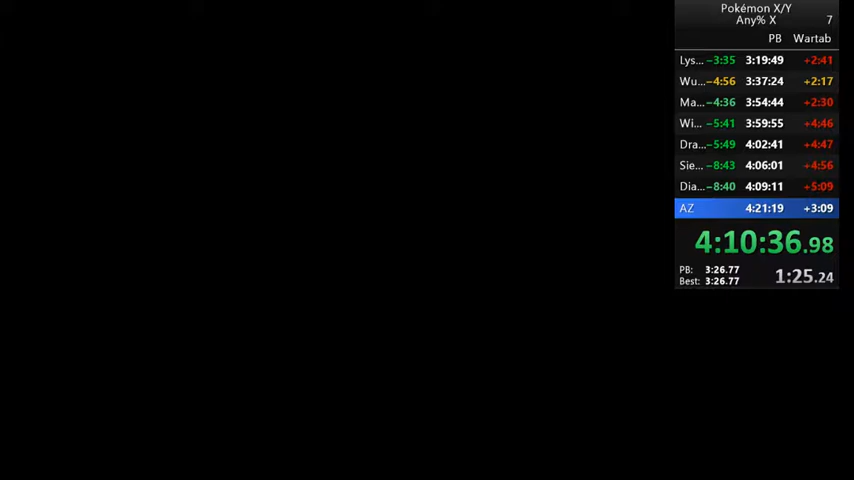 Pokémon X/Y
Any% X 7
PB Wartab
Lys... −3:35 3:19:49 +2:41
Wu... −4:56 3:37:24 +2:17
Ma... −4:36 3:54:44 +2:30
Wi... −5:41 3:59:55 +4:46
Dra... −5:49 4:02:41 +4:47
Sie... −8:43 4:06:01 +4:56
Dia... −8:40 4:09:11 +5:09
AZ 4:21:19 +3:09
4:10:36.98
PB: 3:26.77 1:25.24
Best: 3:26.77